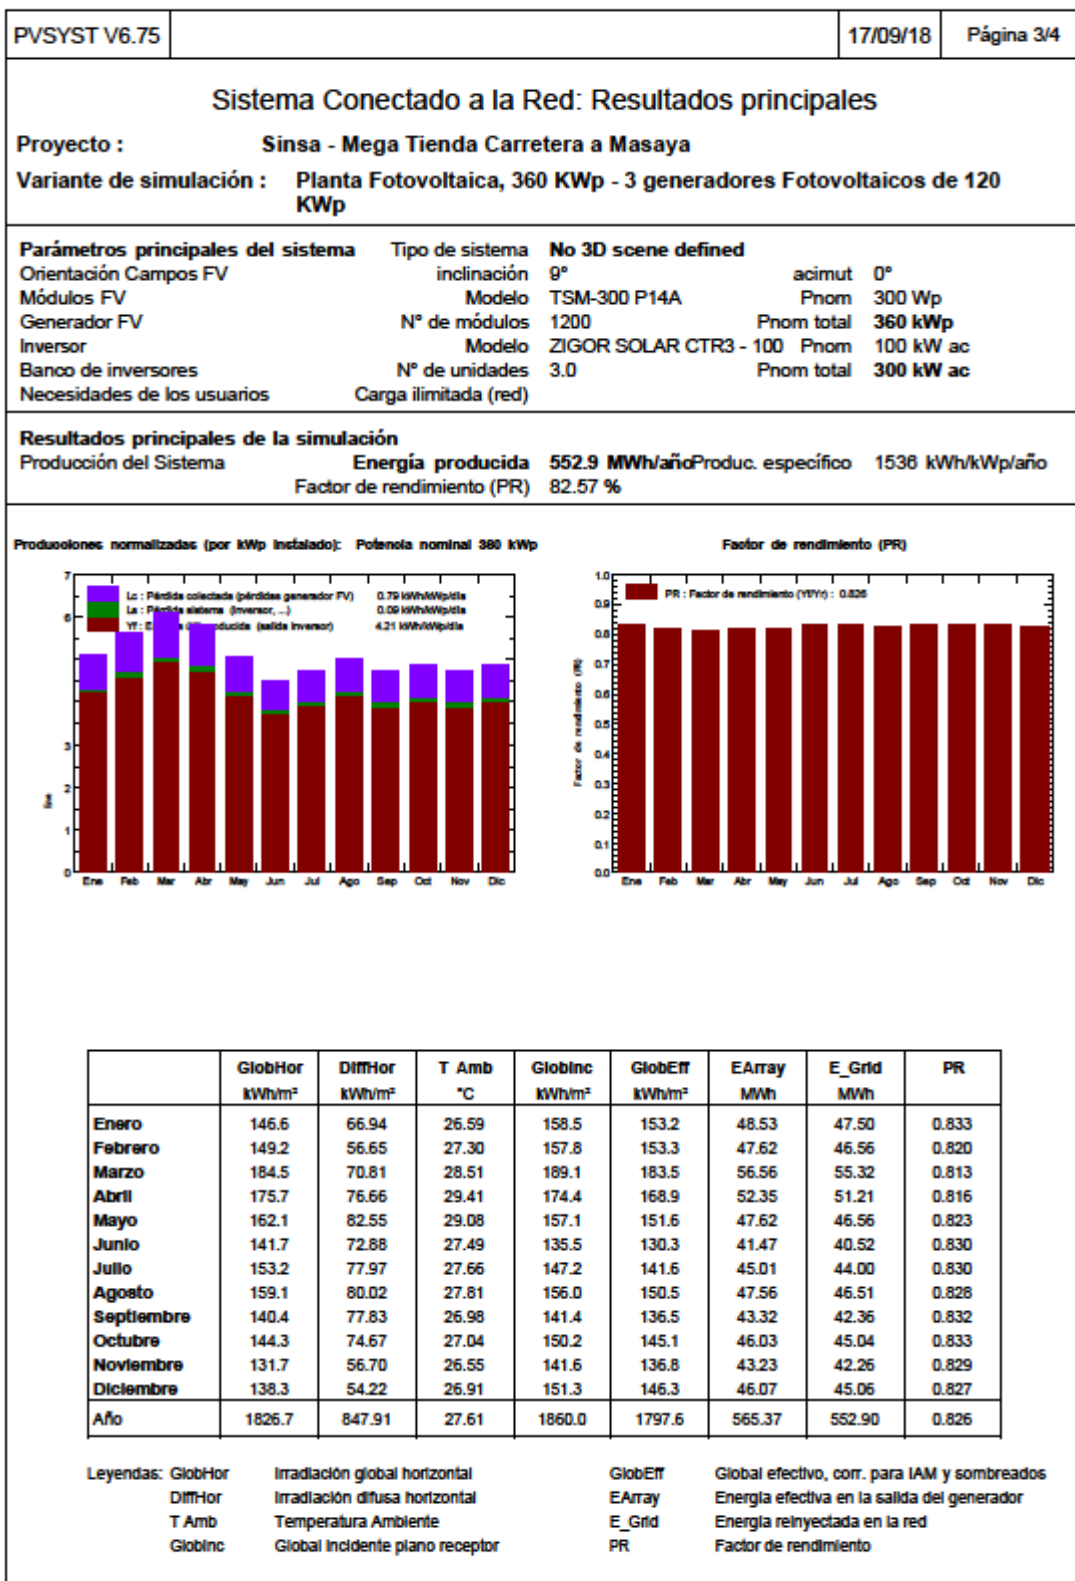 PVSYST V6.75 17/09/18 Página 3/4
Sistema Conectado a la Red: Resultados principales
Proyecto : Sinsa - Mega Tienda Carretera a Masaya
Variante de simulación : Planta Fotovoltaica, 360 KWp - 3 generadores Fotovoltaicos de 120
KWp
Parámetros principales del sistema Tipo de sistema No 3D scene defined
Orientación Campos FV inclinación 9° acimut 0°
Módulos FV Modelo TSM-300 P14A Pnom 300 Wp
Generador FV N° de módulos 1200 Pnom total 360 kWp
Inversor Modelo ZIGOR SOLAR CTR3 - 100 Pnom 100 kW ac
Banco de inversores N° de unidades 3.0 Pnom total 300 kW ac
Necesidades de los usuarios Carga ilimitada (red)
Resultados principales de la simulación
Producción del Sistema Energía producida 552.9 MWh/año Produc. específico 1536 kWh/kWp/año
Factor de rendimiento (PR) 82.57 %
Producciones normalizadas (por kWp instalado): Potencia nominal 360 kWp
Factor de rendimiento (PR)
Lc : Pérdida colectada (pérdidas generador FV) 0.79 kWh/kWp/día
Ls : Pérdida sistema (inversor, ...) 0.09 kWh/kWp/día
Yf : producida (salida inversor) 4.21 kWh/kWp/día
7
6
3
2
1
0
Ene Feb Mar Abr May Jun Jul Ago Sep Oct Nov Dic
PR : Factor de rendimiento (Yf/Yr) : 0.826
Factor de rendimiento (PR)
1.0
0.9
0.8
0.7
0.6
0.5
0.4
0.3
0.2
0.1
0.0
Ene Feb Mar Abr May Jun Jul Ago Sep Oct Nov Dic
GlobHor DiffHor T Amb GlobInc GlobEff EArray E_Grid PR
kWh/m² kWh/m² °C kWh/m² kWh/m² MWh MWh
Enero 146.6 66.94 26.59 158.5 153.2 48.53 47.50 0.833
Febrero 149.2 56.65 27.30 157.8 153.3 47.62 46.56 0.820
Marzo 184.5 70.81 28.51 189.1 183.5 56.56 55.32 0.813
Abril 175.7 76.66 29.41 174.4 168.9 52.35 51.21 0.816
Mayo 162.1 82.55 29.08 157.1 151.6 47.62 46.56 0.823
Junio 141.7 72.88 27.49 135.5 130.3 41.47 40.52 0.830
Julio 153.2 77.97 27.66 147.2 141.6 45.01 44.00 0.830
Agosto 159.1 80.02 27.81 156.0 150.5 47.56 46.51 0.828
Septiembre 140.4 77.83 26.98 141.4 136.5 43.32 42.36 0.832
Octubre 144.3 74.67 27.04 150.2 145.1 46.03 45.04 0.833
Noviembre 131.7 56.70 26.55 141.6 136.8 43.23 42.26 0.829
Diciembre 138.3 54.22 26.91 151.3 146.3 46.07 45.06 0.827
Año 1826.7 847.91 27.61 1860.0 1797.6 565.37 552.90 0.826
Leyendas: GlobHor Irradiación global horizontal GlobEff Global efectivo, corr. para IAM y sombreados
DiffHor Irradiación difusa horizontal EArray Energía efectiva en la salida del generador
T Amb Temperatura Ambiente E_Grid Energía reinyectada en la red
GlobInc Global incidente plano receptor PR Factor de rendimiento